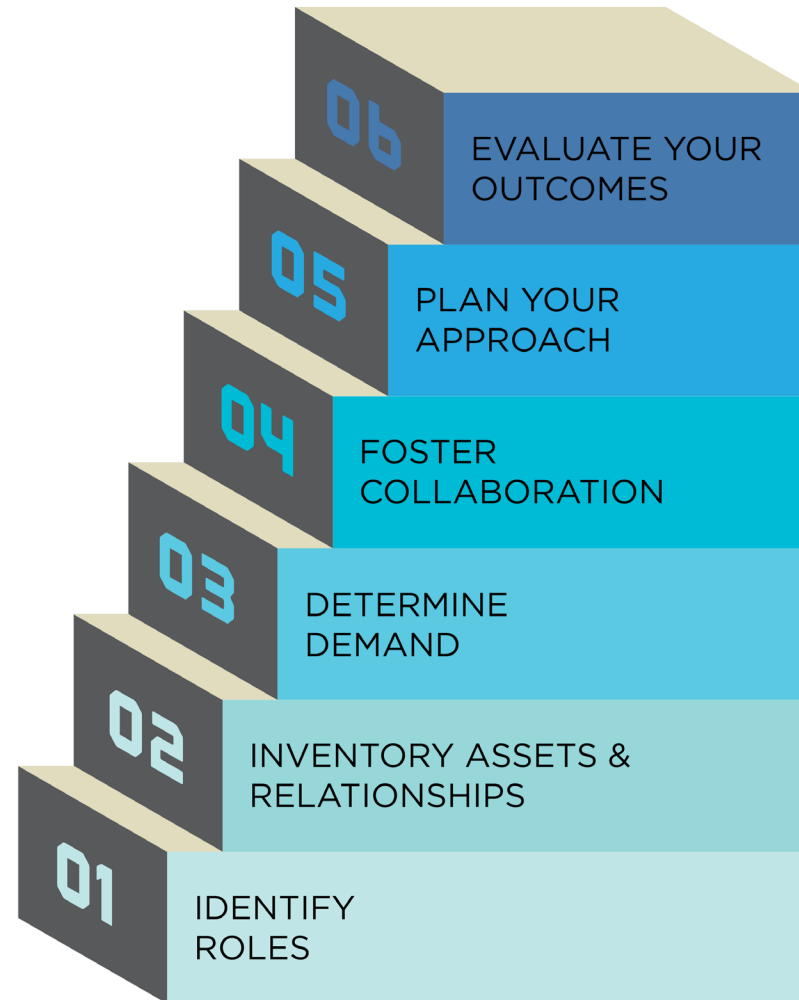 06
EVALUATE YOUR
OUTCOMES
05
PLAN YOUR
APPROACH
04
FOSTER
COLLABORATION
03
DETERMINE
DEMAND
02
INVENTORY ASSETS &
RELATIONSHIPS
01
IDENTIFY
ROLES